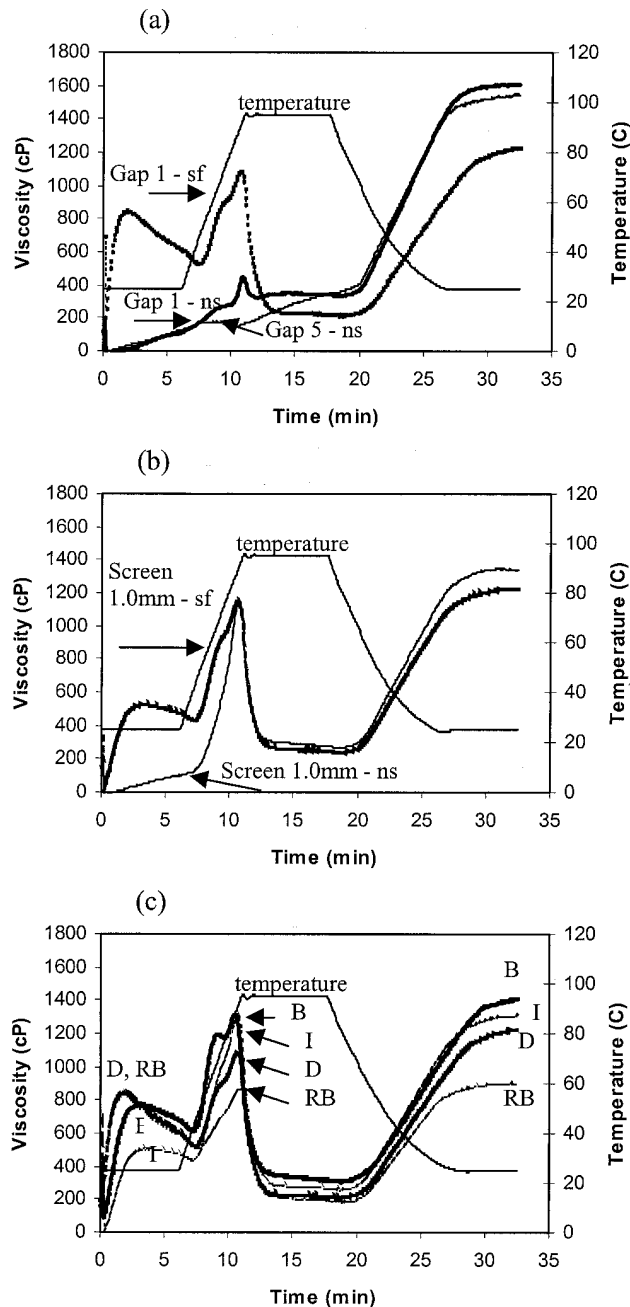 (a)
1800
1600
1400
1200
1000
800
600
400
200
0
Viscosity (cP)
120
100
80
60
40
20
0
Temperature (C)
temperature
Gap 1 - sf
Gap 1 - ns
Gap 5 - ns
0 5 10 15 20 25 30 35
Time (min)
(b)
1800
1600
1400
1200
1000
800
600
400
200
0
Viscosity (cP)
120
100
80
60
40
20
0
Temperature (C)
temperature
Screen
1.0mm - sf
Screen 1.0mm - ns
0 5 10 15 20 25 30 35
Time (min)
(c)
1800
1600
1400
1200
1000
800
600
400
200
0
Viscosity (cP)
120
100
80
60
40
20
0
Temperature (C)
temperature
B
I
D
RB
D, RB
B
I
D
RB
0 5 10 15 20 25 30 35
Time (min)